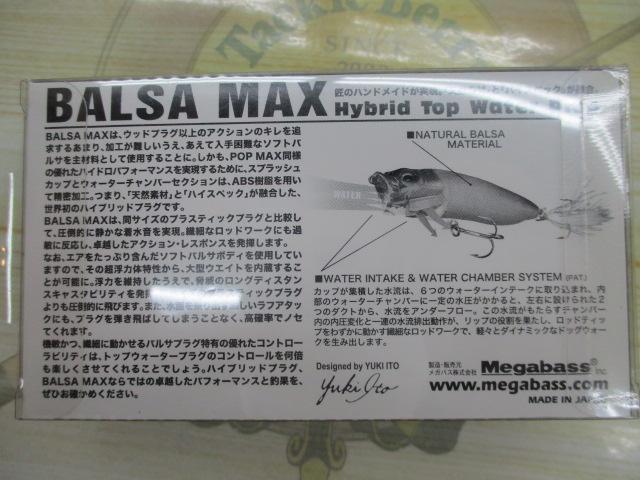 Tackle Berry
SINCE
BALSA MAX
匠のハンドメイドが実現
Hybrid Top Water
BALSA MAXは、ウッドプラグ以上のアクションのキレを追
求するあまり、加工が難しいうえ、あえて入手困難なソフトバ
ルサを主材料として使用することに。しかも、POP MAX同様
の優れたハイドロパフォーマンスを実現するために、スプラッシュ
カップとウォーターチャンバーセクションは、ABS樹脂を用い
て精密加工。つまり、「天然素材」と「ハイスペック」が融合した、
世界初のハイブリッドプラグです。
BALSA MAXは、同サイズのプラスティックプラグと比較し
て、圧倒的に静かな着水音を実現。繊細なロッドワークにも過
敏に反応し、卓越したアクション・レスポンスを発揮します。
なお、エアをたっぷり含んだソフトバルサボディを使用してい
ますので、その超浮力体特性から、大型ウエイトを内蔵するこ
とが可能に。浮力を維持したうえで、脅威のロングディスタン
スキャスタビリティを発
プラスティックプラグ
よりも圧倒的に飛びます。また、水面を
しいラフアタッ
クにも、プラグを弾き飛ばしてしまうことなく、高確率でノセ
てくれます。
機敏かつ、繊細に動かせるバルサプラグ特有の優れたコントロー
ラビリティは、トップウォータープラグのコントロールを何倍
も楽しくさせてくれることでしょう。ハイブリッドプラグ、
BALSA MAXならではの卓越したパフォーマンスと釣果を、
ぜひお確かめください。
■NATURAL BALSA
MATERIAL
WATER
■WATER INTAKE & WATER CHAMBER SYSTEM (PAT.)
カップが集積した水流は、6つのウォーターインテークに取り込まれ、内
部のウォーターチャンバーに一定の水圧がかかると、左右に設けられた2
つのダクトから、水流をアンダーフロー。この水流がもたらすチャンバー
内の内圧変化と一連の水流排出動作が、リップの役割を果たし、ロッドティッ
プをわずかに動かす繊細なロッドワークで、軽々とダイナミックなドッグウォー
クを生み出します。
Designed by YUKI ITO
Yuki Ito
製造・販売元
メガバス株式会社
Megabass Inc.
www.megabass.com
MADE IN JAPAN